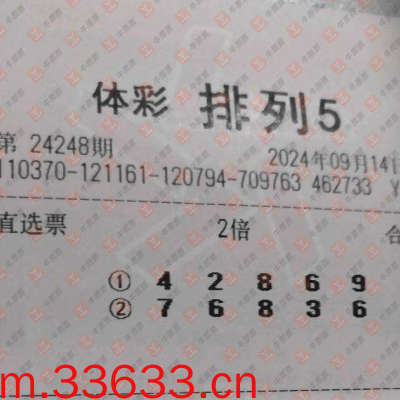 体彩 排列5
第 24248期
2024年09月14
110370-121161-120794-709763 462733
直选票 2倍 合
① 4 2 8 6 9
② 7 6 8 3 6
m.33633.cn